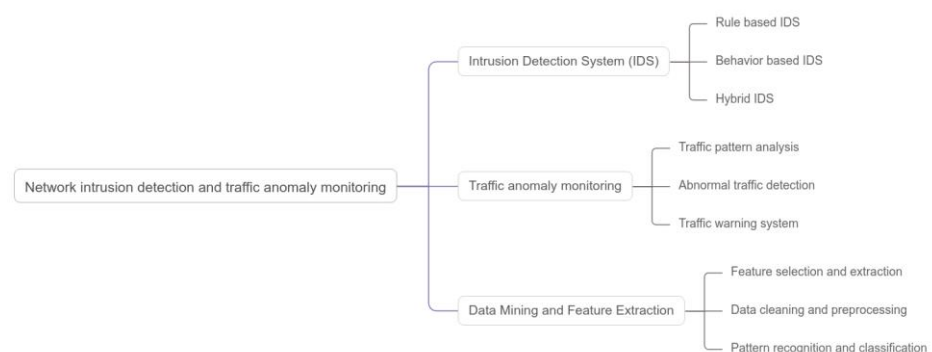 Network intrusion detection and traffic anomaly monitoring
Intrusion Detection System (IDS)
Rule based IDS
Behavior based IDS
Hybrid IDS
Traffic anomaly monitoring
Traffic pattern analysis
Abnormal traffic detection
Traffic warning system
Data Mining and Feature Extraction
Feature selection and extraction
Data cleaning and preprocessing
Pattern recognition and classification